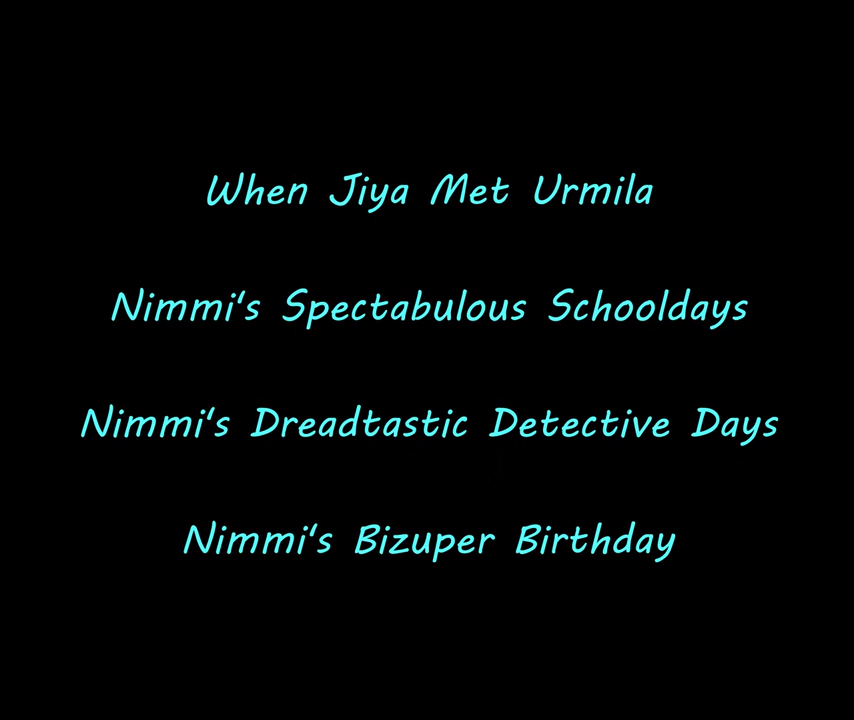 When Jiya Met Urmila
Nimmi's Spectabulous Schooldays
Nimmi's Dreadtastic Detective Days
Nimmi's Bizuper Birthday